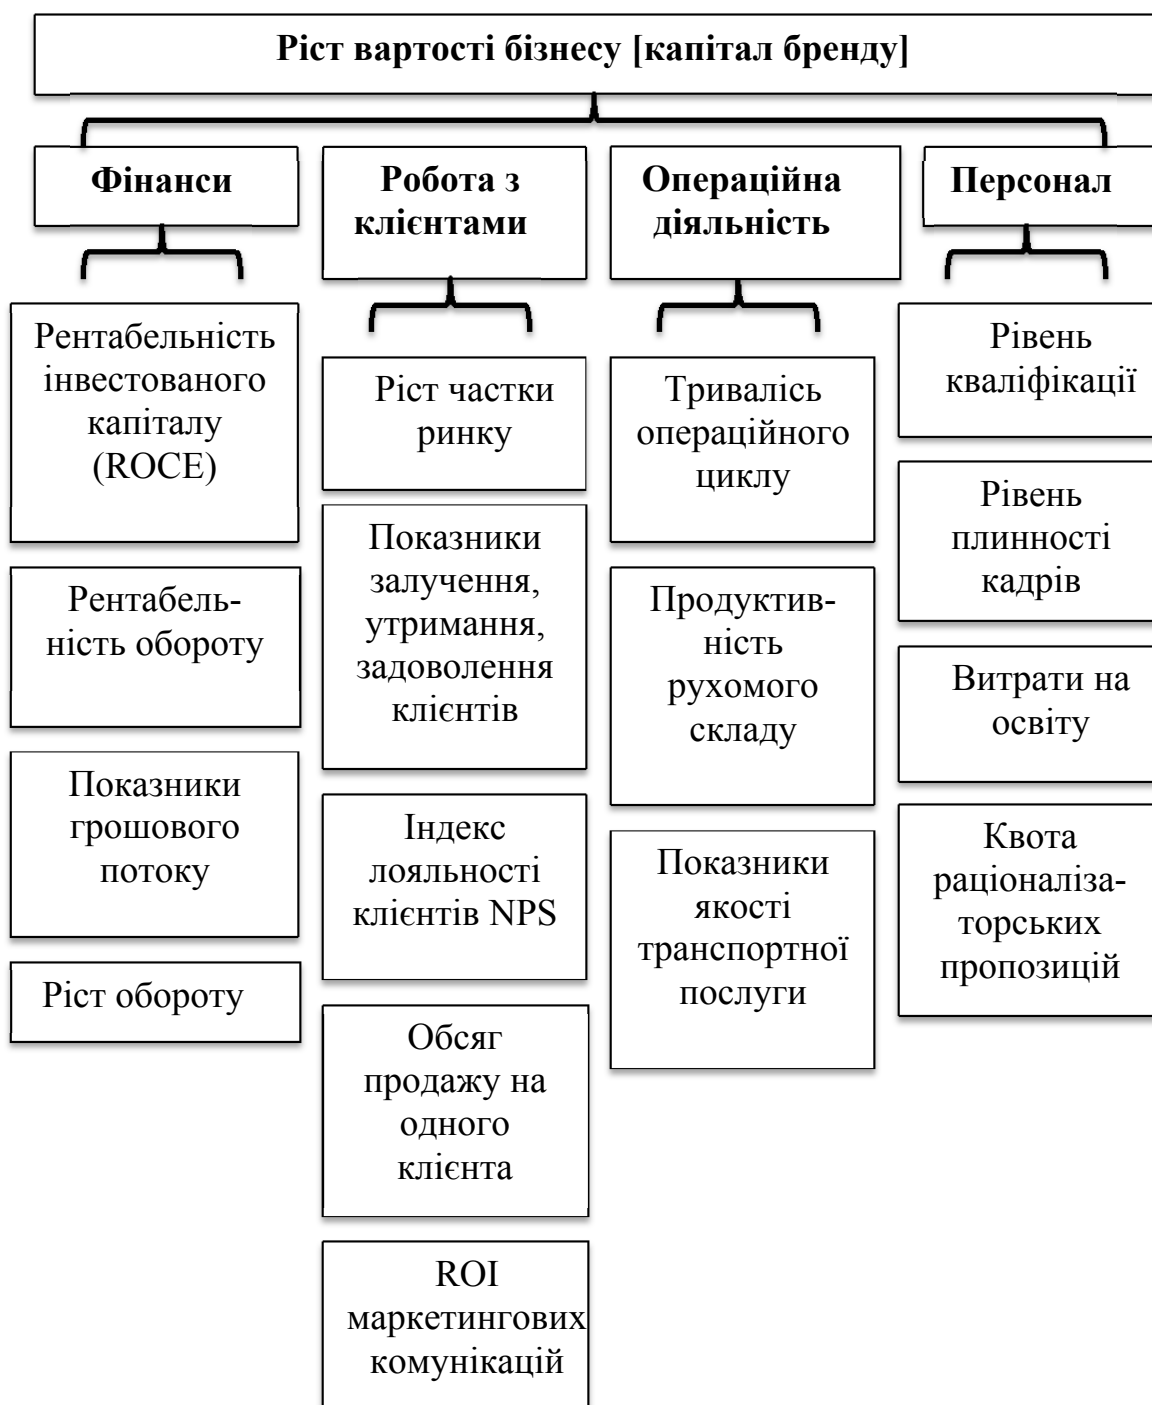 Ріст вартості бізнесу [капітал бренду]
Фінанси
Рентабельність
інвестованого
капіталу
(ROCE)
Рентабель-
ність обороту
Показники
грошового
потоку
Ріст обороту
Робота з
клієнтами
Ріст частки
ринку
Показники
залучення,
утримання,
задоволення
клієнтів
Індекс
лояльності
клієнтів NPS
Обсяг
продажу на
одного
клієнта
ROI
маркетингових
комунікацій
Операційна
діяльність
Тривалісь
операційного
циклу
Продуктив-
ність
рухомого
складу
Показники
якості
транспортної
послуги
Персонал
Рівень
кваліфікації
Рівень
плинності
кадрів
Витрати на
освіту
Квота
раціоналіза-
торських
пропозицій